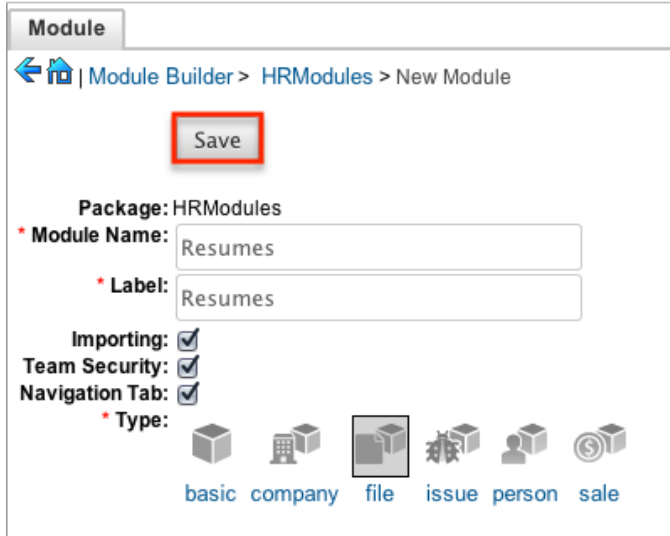 Module
| Module Builder > HRModules > New Module
Save
Package: HRModules
* Module Name: Resumes
* Label: Resumes
Importing:
Team Security:
Navigation Tab:
* Type:
basic company file issue person sale